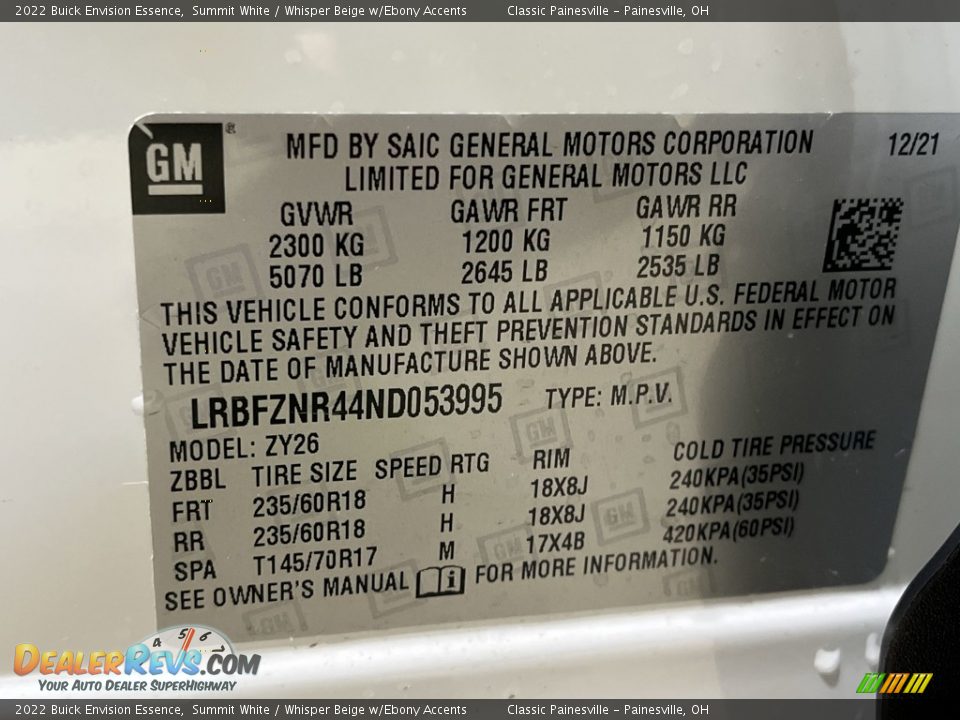 2022 Buick Envision Essence, Summit White / Whisper Beige w/Ebony Accents Classic Painesville - Painesville, OH
GM ®
MFD BY SAIC GENERAL MOTORS CORPORATION 12/21
LIMITED FOR GENERAL MOTORS LLC
GVWR GAWR FRT GAWR RR
2300 KG 1200 KG 1150 KG
5070 LB 2645 LB 2535 LB
THIS VEHICLE CONFORMS TO ALL APPLICABLE U.S. FEDERAL MOTOR
VEHICLE SAFETY AND THEFT PREVENTION STANDARDS IN EFFECT ON
THE DATE OF MANUFACTURE SHOWN ABOVE.
LRBFZNR44ND053995 TYPE: M.P.V.
MODEL: ZY26
ZBBL TIRE SIZE SPEED RTG RIM COLD TIRE PRESSURE
FRT 235/60R18 H 18X8J 240KPA(35PSI)
RR 235/60R18 H 18X8J 240KPA(35PSI)
SPA T145/70R17 M 17X4B 420KPA(60PSI)
SEE OWNER'S MANUAL i FOR MORE INFORMATION.
4 5 6 7
DEALERREVS.COM
YOUR AUTO DEALER SUPERHIGHWAY
2022 Buick Envision Essence, Summit White / Whisper Beige w/Ebony Accents Classic Painesville - Painesville, OH